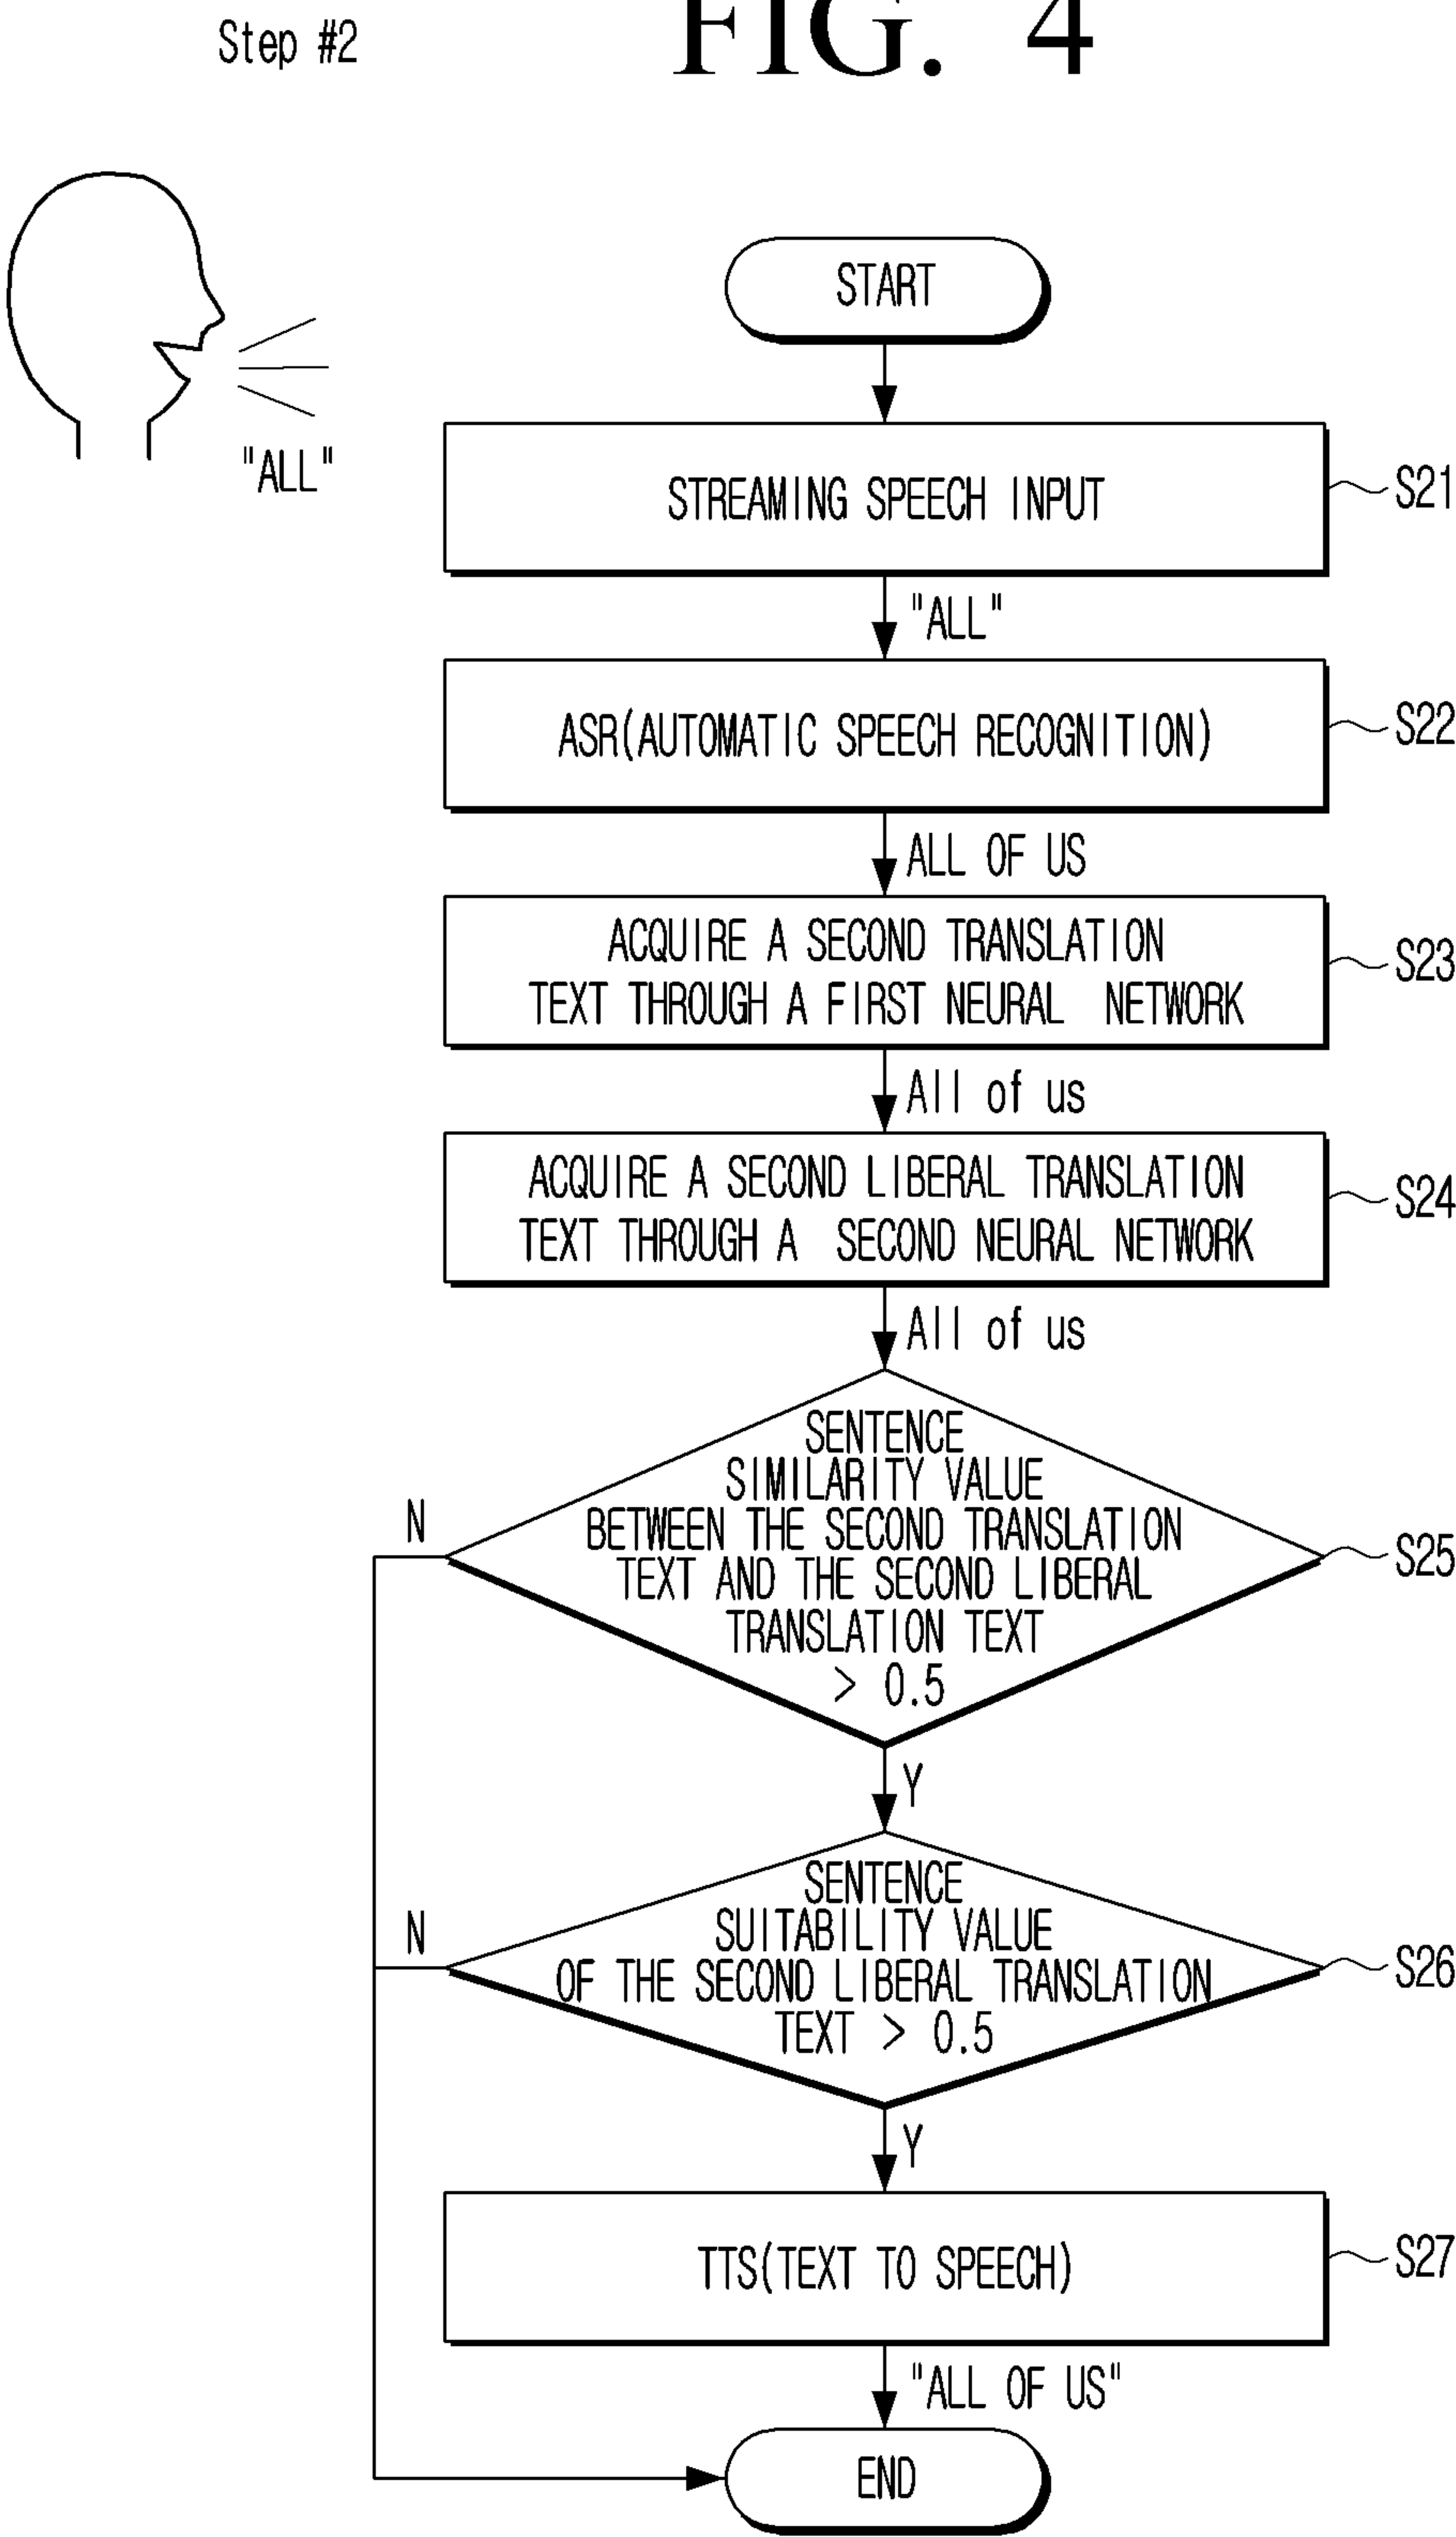 Step #2
FIG. 4
"ALL"
START
STREAMING SPEECH INPUT
S21
"ALL"
ASR(AUTOMATIC SPEECH RECOGNITION)
S22
ALL OF US
ACQUIRE A SECOND TRANSLATION
TEXT THROUGH A FIRST NEURAL NETWORK
S23
All of us
ACQUIRE A SECOND LIBERAL TRANSLATION
TEXT THROUGH A SECOND NEURAL NETWORK
S24
All of us
SENTENCE
SIMILARITY VALUE
BETWEEN THE SECOND TRANSLATION
TEXT AND THE SECOND LIBERAL
TRANSLATION TEXT
> 0.5
N
S25
Y
SENTENCE
SUITABILITY VALUE
OF THE SECOND LIBERAL TRANSLATION
TEXT > 0.5
N
S26
Y
TTS(TEXT TO SPEECH)
S27
"ALL OF US"
END